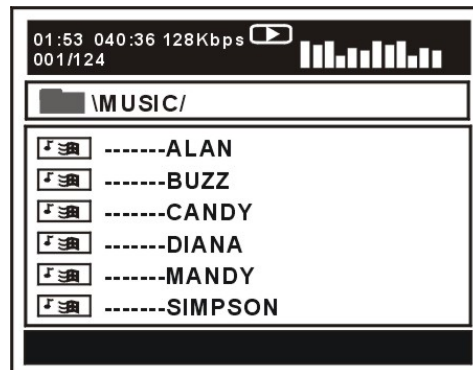 01:53 040:36 128Kbps
001/124
\MUSIC/
-------ALAN
-------BUZZ
-------CANDY
-------DIANA
-------MANDY
-------SIMPSON